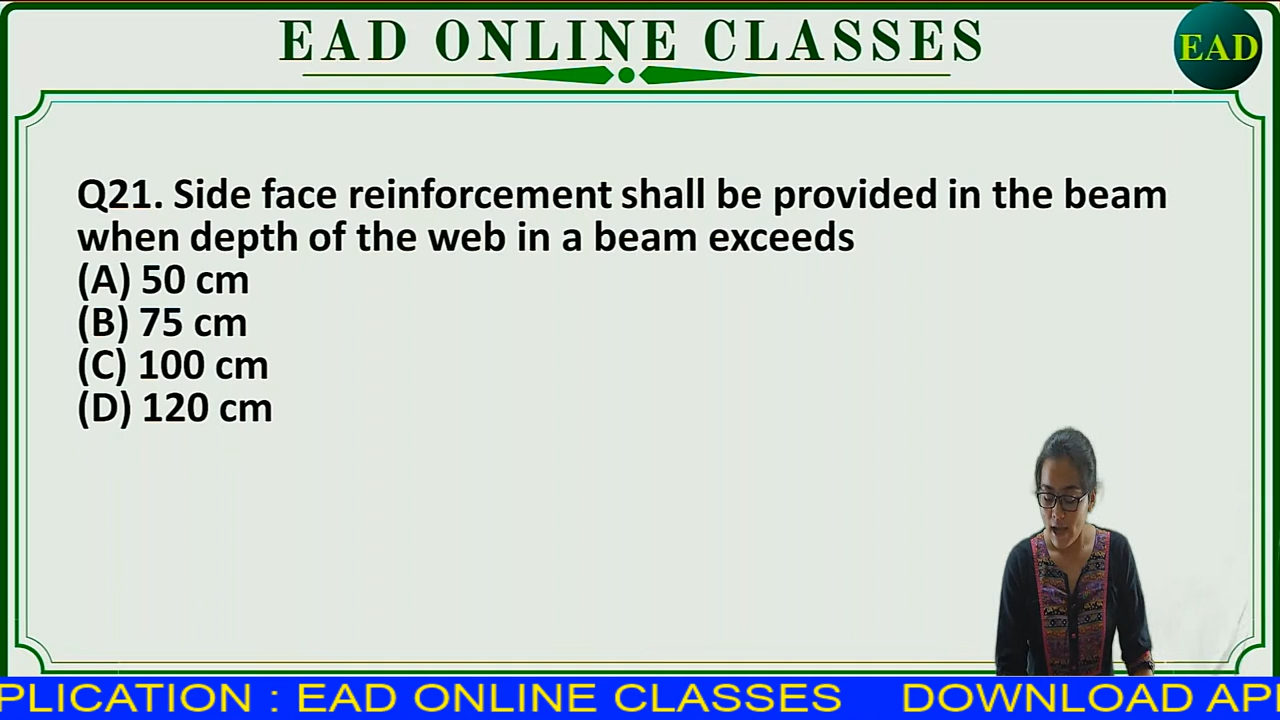 EAD ONLINE CLASSES
EAD
Q21. Side face reinforcement shall be provided in the beam
when depth of the web in a beam exceeds
(A) 50 cm
(B) 75 cm
(C) 100 cm
(D) 120 cm
PLICATION : EAD ONLINE CLASSES DOWNLOAD AP